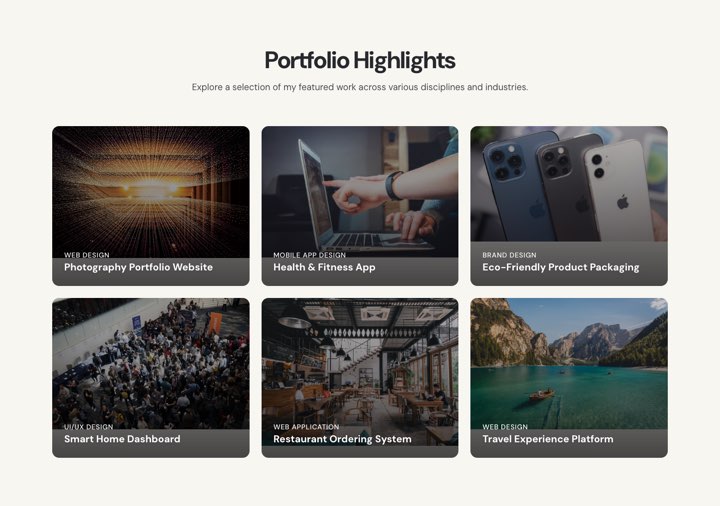 Portfolio Highlights
Explore a selection of my featured work across various disciplines and industries.
WEB DESIGN
Photography Portfolio Website
MOBILE APP DESIGN
Health & Fitness App
BRAND DESIGN
Eco-Friendly Product Packaging
UI/UX DESIGN
Smart Home Dashboard
WEB APPLICATION
Restaurant Ordering System
WEB DESIGN
Travel Experience Platform